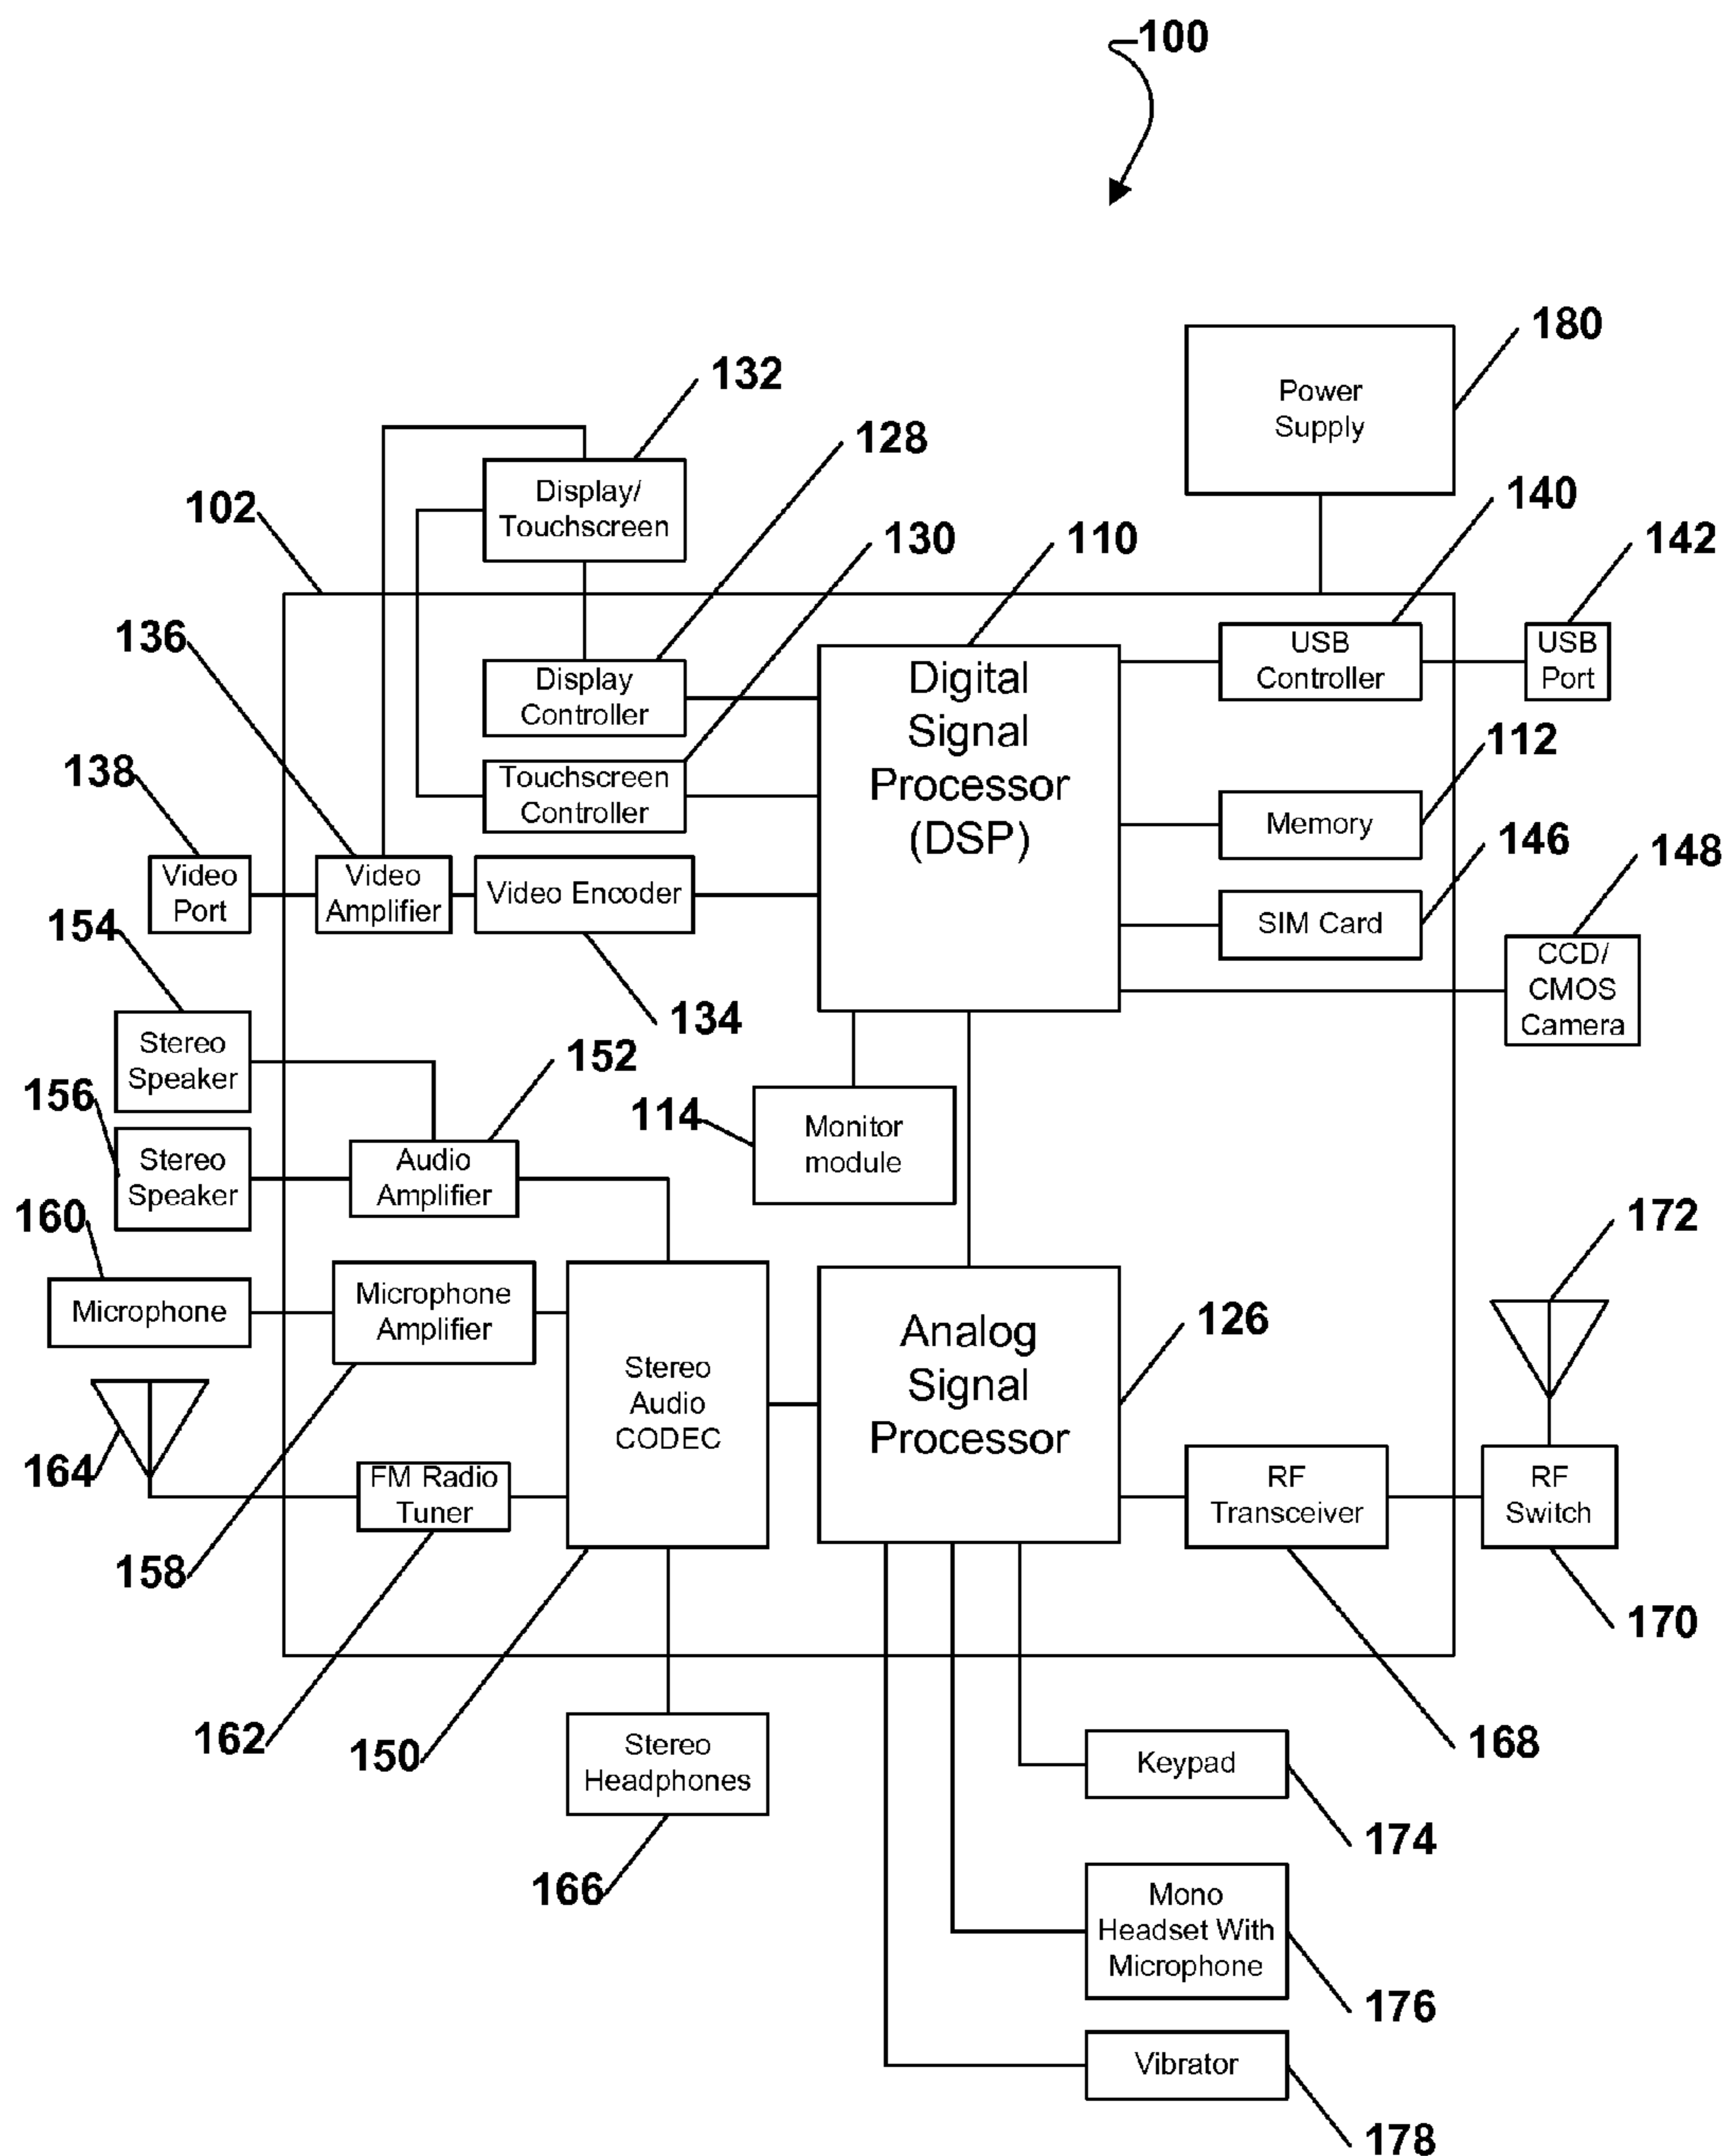 100
180
Power
Supply
132
128
Display/
Touchscreen
102
140
130
110
142
136
USB
Controller
USB
Port
Display
Controller
Digital
Signal
Processor
(DSP)
112
138
Touchscreen
Controller
Memory
146
148
Video
Port
Video
Amplifier
Video Encoder
SIM Card
154
CCD/
CMOS
Camera
134
Stereo
Speaker
152
156
114
Monitor
module
Stereo
Speaker
Audio
Amplifier
160
172
Microphone
Microphone
Amplifier
Stereo
Audio
CODEC
Analog
Signal
Processor
126
164
FM Radio
Tuner
RF
Transceiver
RF
Switch
158
170
162
150
168
Stereo
Headphones
Keypad
174
166
Mono
Headset With
Microphone
176
Vibrator
178